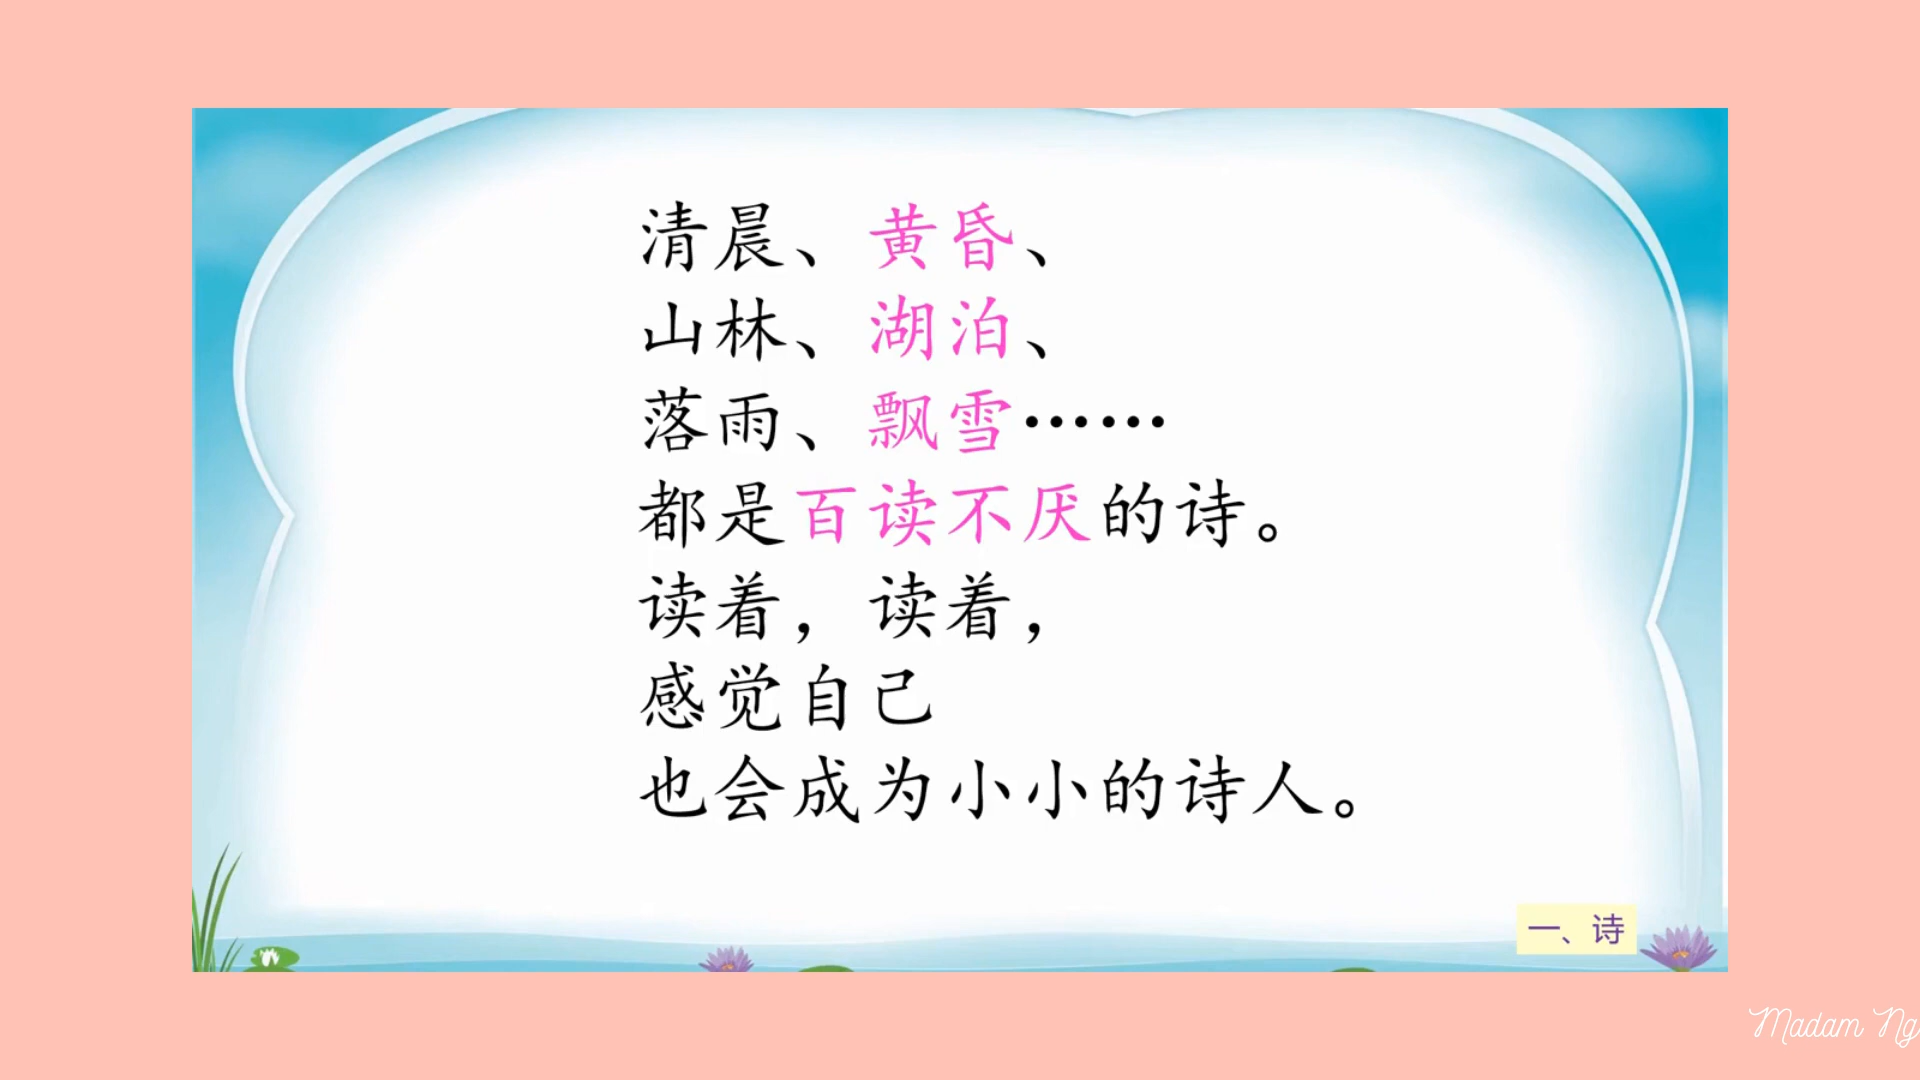 清晨、黄昏、
山林、湖泊、
落雨、飘雪……
都是百读不厌的诗。
读着，读着，
感觉自己
也会成为小小的诗人。
一、诗
Madam Ng